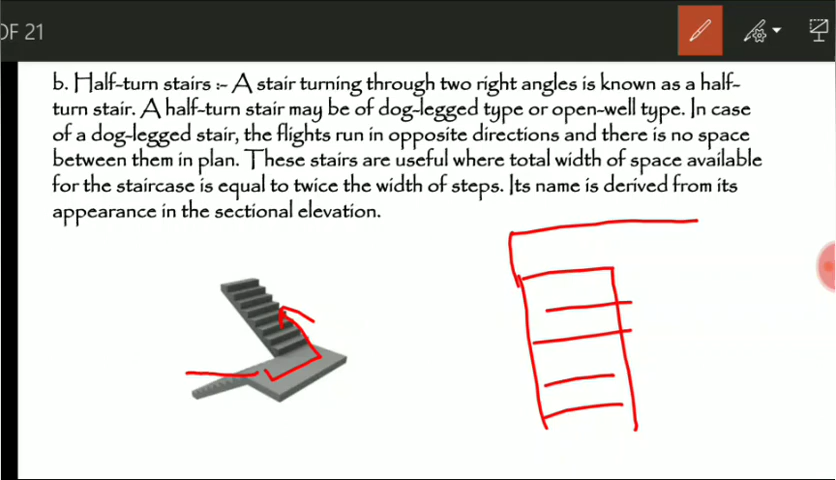 OF 21
b. Half-turn stairs :- A stair turning through two right angles is known as a half-
turn stair. A half-turn stair may be of dog-legged type or open-well type. In case
of a dog-legged stair, the flights run in opposite directions and there is no space
between them in plan. These stairs are useful where total width of space available
for the staircase is equal to twice the width of steps. Its name is derived from its
appearance in the sectional elevation.